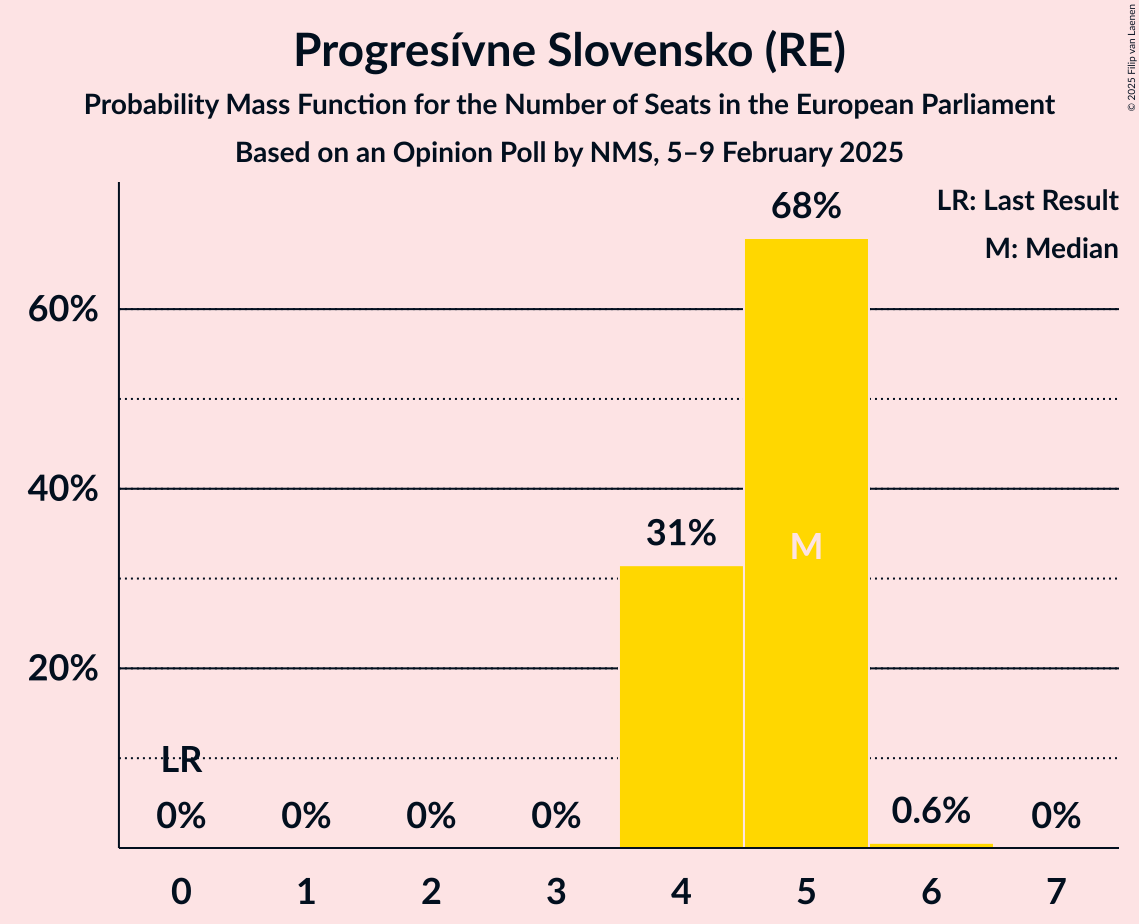 Progresívne Slovensko (RE)
Probability Mass Function for the Number of Seats in the European Parliament
Based on an Opinion Poll by NMS, 5–9 February 2025
© 2025 Filip van Laenen
LR: Last Result
M: Median
68%
60%
40%
31%
M
20%
LR
0%
0%
0%
0%
0.6%
0%
0
1
2
3
4
5
6
7